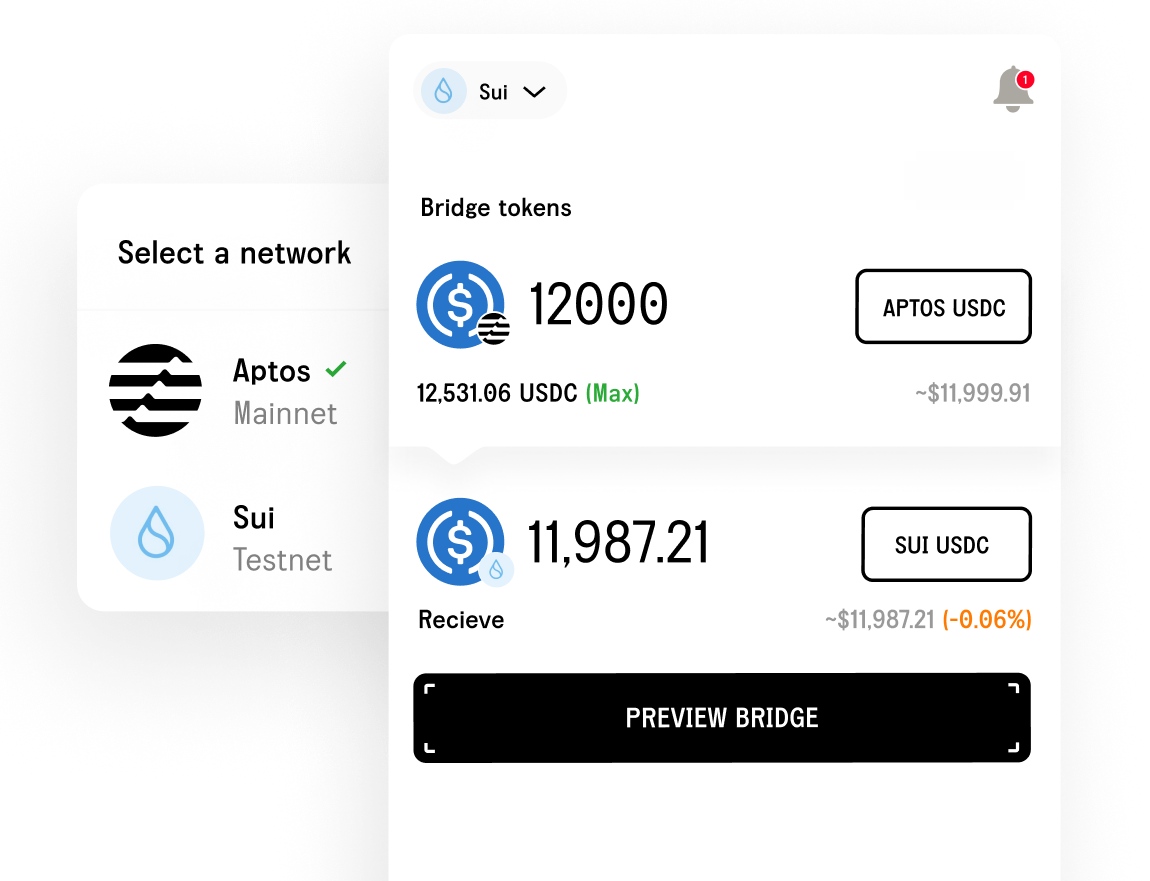 Sui
1
Select a network
Aptos
Mainnet
Sui
Testnet
Bridge tokens
12000
APTOS USDC
12,531.06 USDC (Max)
~$11,999.91
11,987.21
SUI USDC
Recieve
~$11,987.21 (-0.06%)
PREVIEW BRIDGE